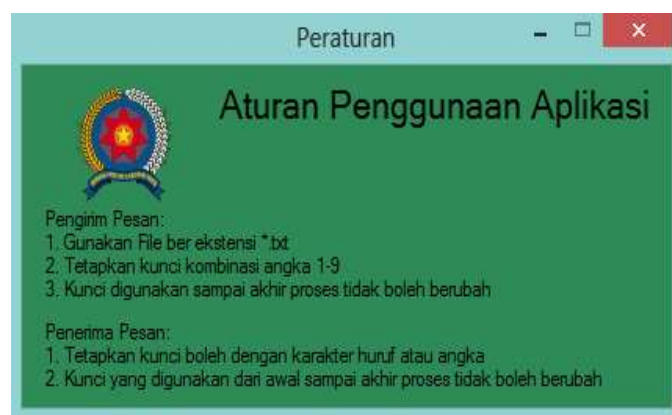 Peraturan
Aturan Penggunaan Aplikasi
Pengirim Pesan:
1. Gunakan File ber ekstensi *.txt
2. Tetapkan kunci kombinasi angka 1-9
3. Kunci digunakan sampai akhir proses tidak boleh berubah
Penerima Pesan:
1. Tetapkan kunci boleh dengan karakter huruf atau angka
2. Kunci yang digunakan dari awal sampai akhir proses tidak boleh berubah